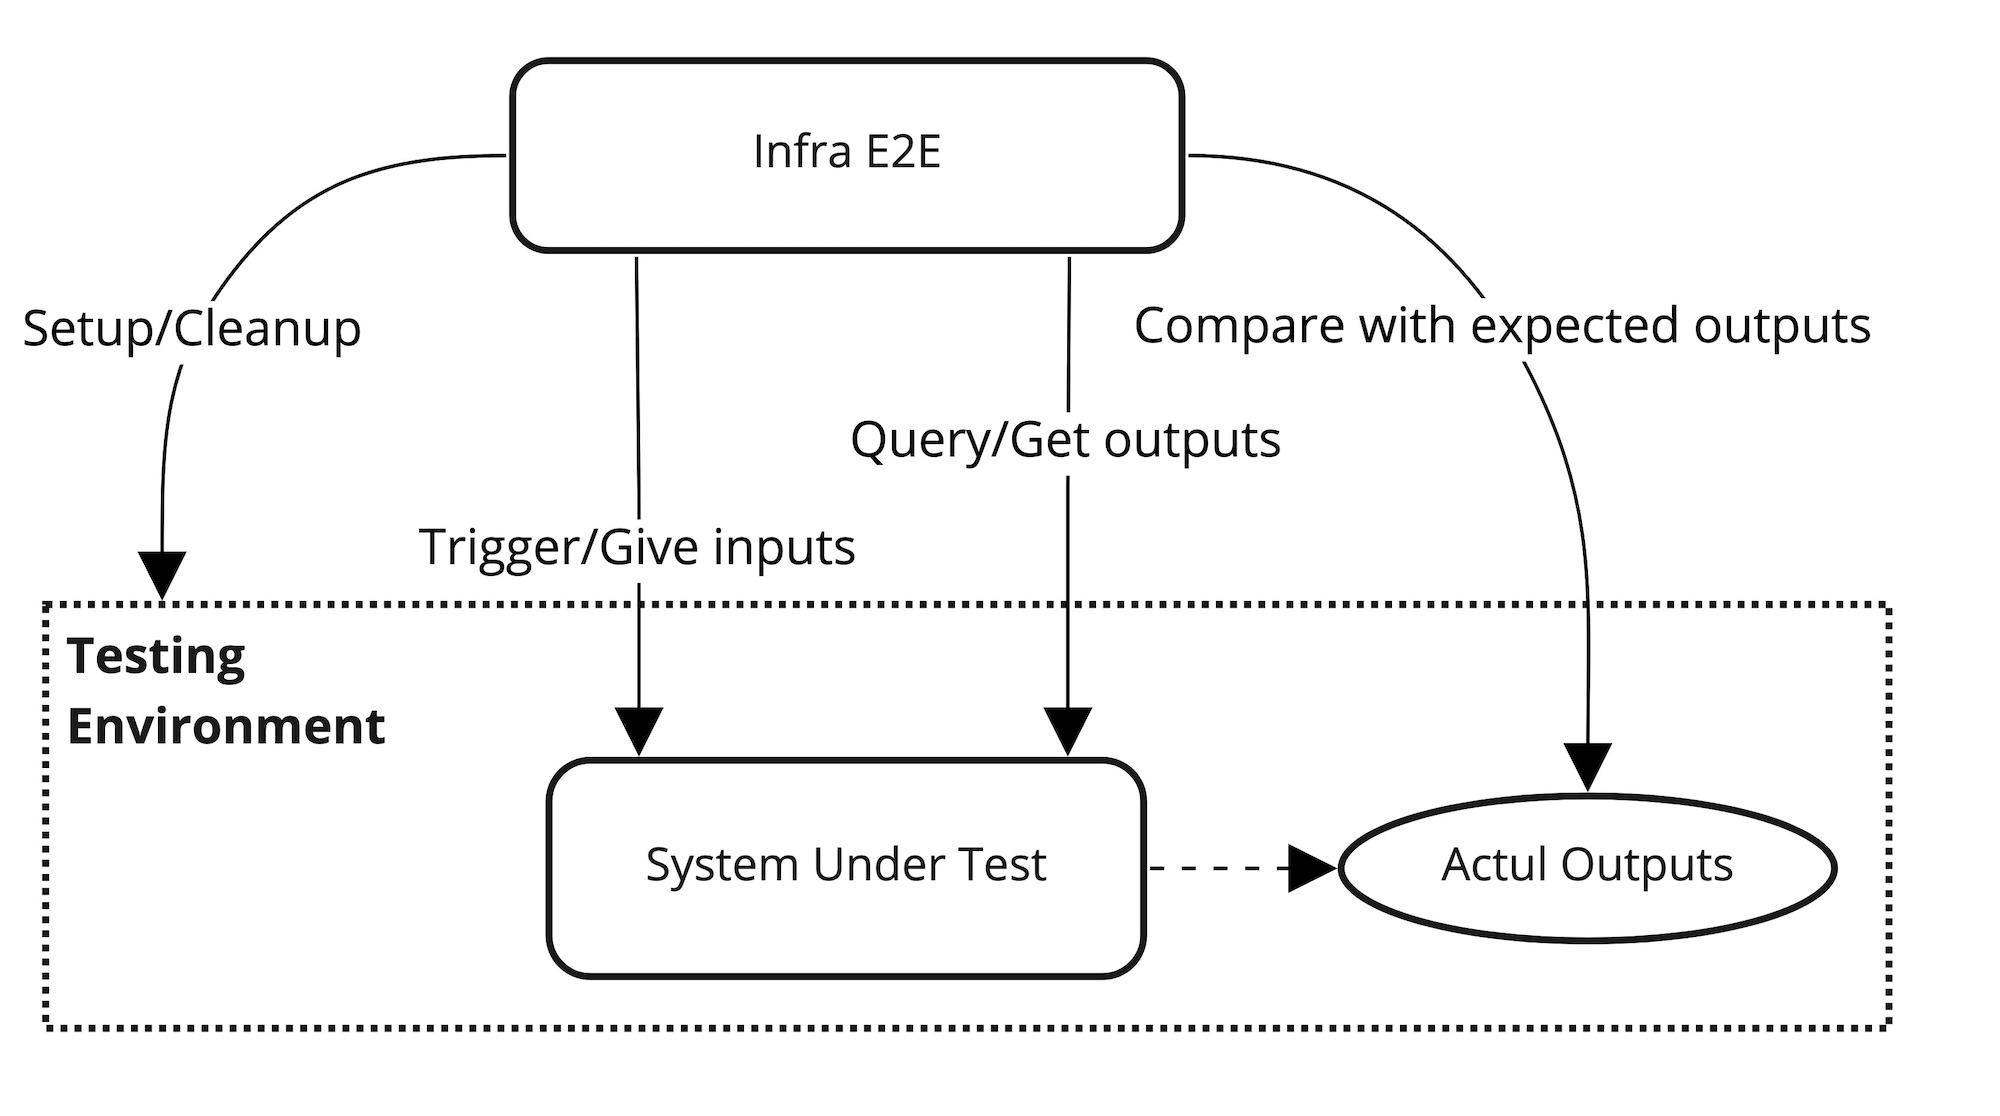 Infra E2E
Setup/Cleanup
Compare with expected outputs
Query/Get outputs
Trigger/Give inputs
Testing
Environment
System Under Test
Actul Outputs